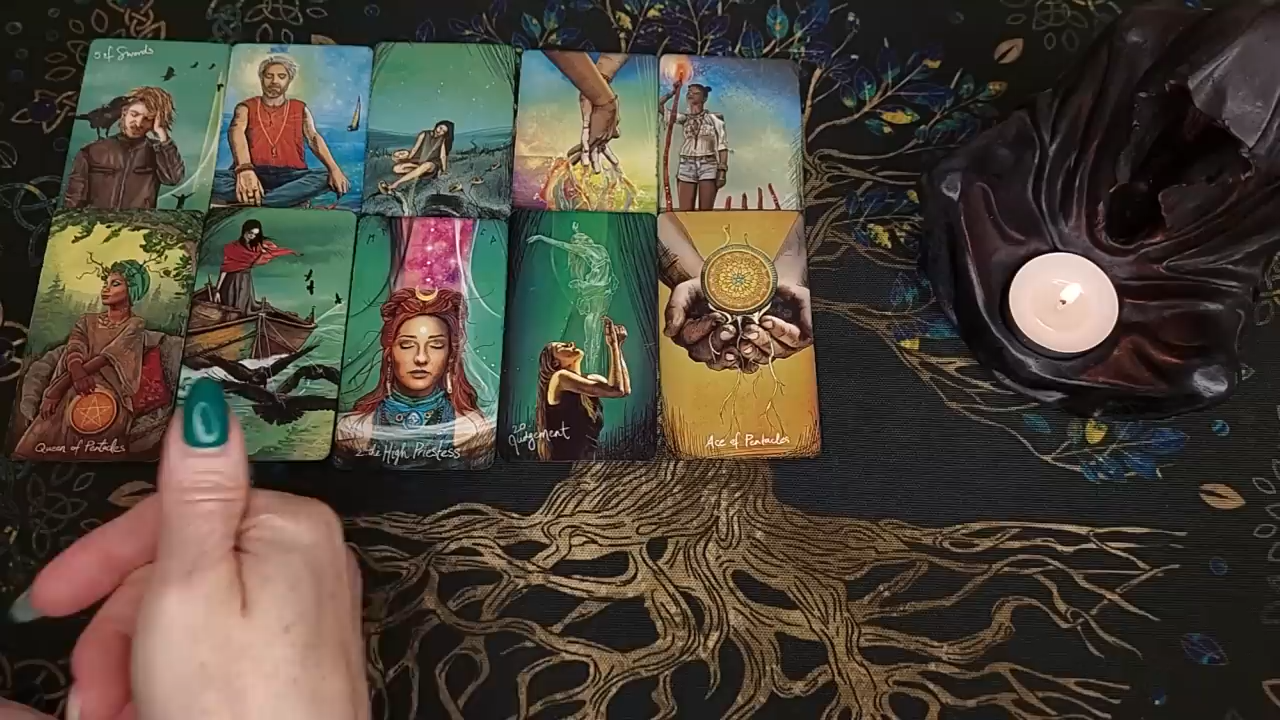 5 of Swords
Queen of Pentacles
2 the High Priestess
20
Judgement
Ace of Pentacles